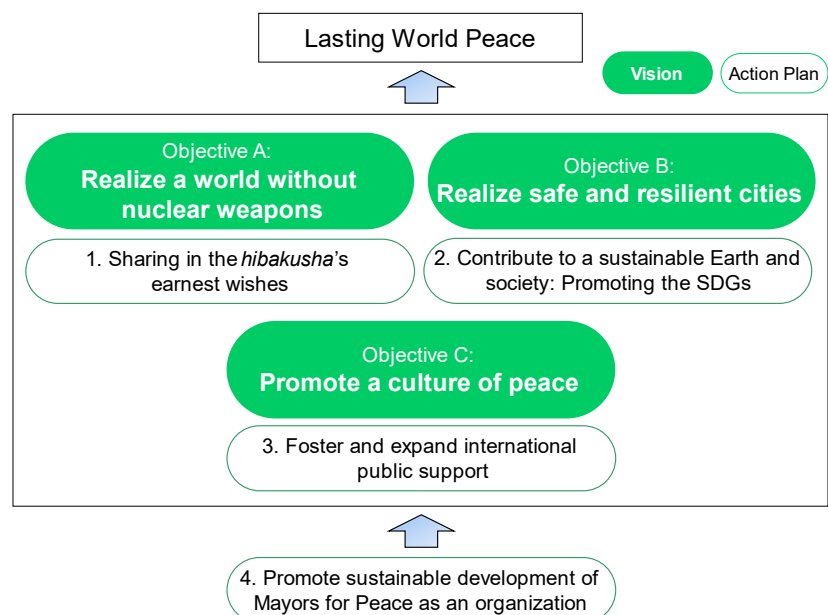 Lasting World Peace
Vision
Action Plan
Objective A:
Realize a world without
nuclear weapons
1. Sharing in the hibakusha's
earnest wishes
Objective B:
Realize safe and resilient cities
2. Contribute to a sustainable Earth and
society: Promoting the SDGs
Objective C:
Promote a culture of peace
3. Foster and expand international
public support
4. Promote sustainable development of
Mayors for Peace as an organization